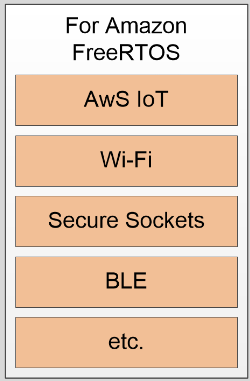 For Amazon
FreeRTOS
AwS IoT
Wi-Fi
Secure Sockets
BLE
etc.